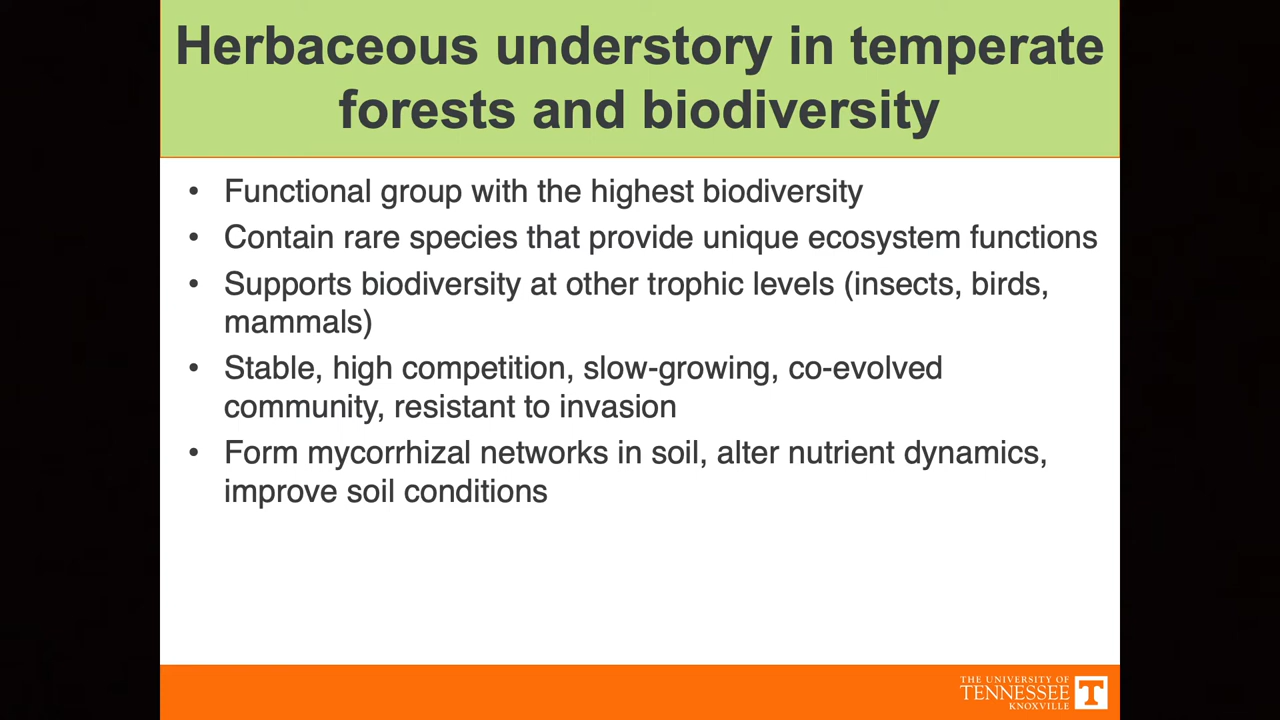 Herbaceous understory in temperate
forests and biodiversity
• Functional group with the highest biodiversity
• Contain rare species that provide unique ecosystem functions
• Supports biodiversity at other trophic levels (insects, birds,
mammals)
• Stable, high competition, slow-growing, co-evolved
community, resistant to invasion
• Form mycorrhizal networks in soil, alter nutrient dynamics,
improve soil conditions
THE UNIVERSITY OF
TENNESSEE
KNOXVILLE
T